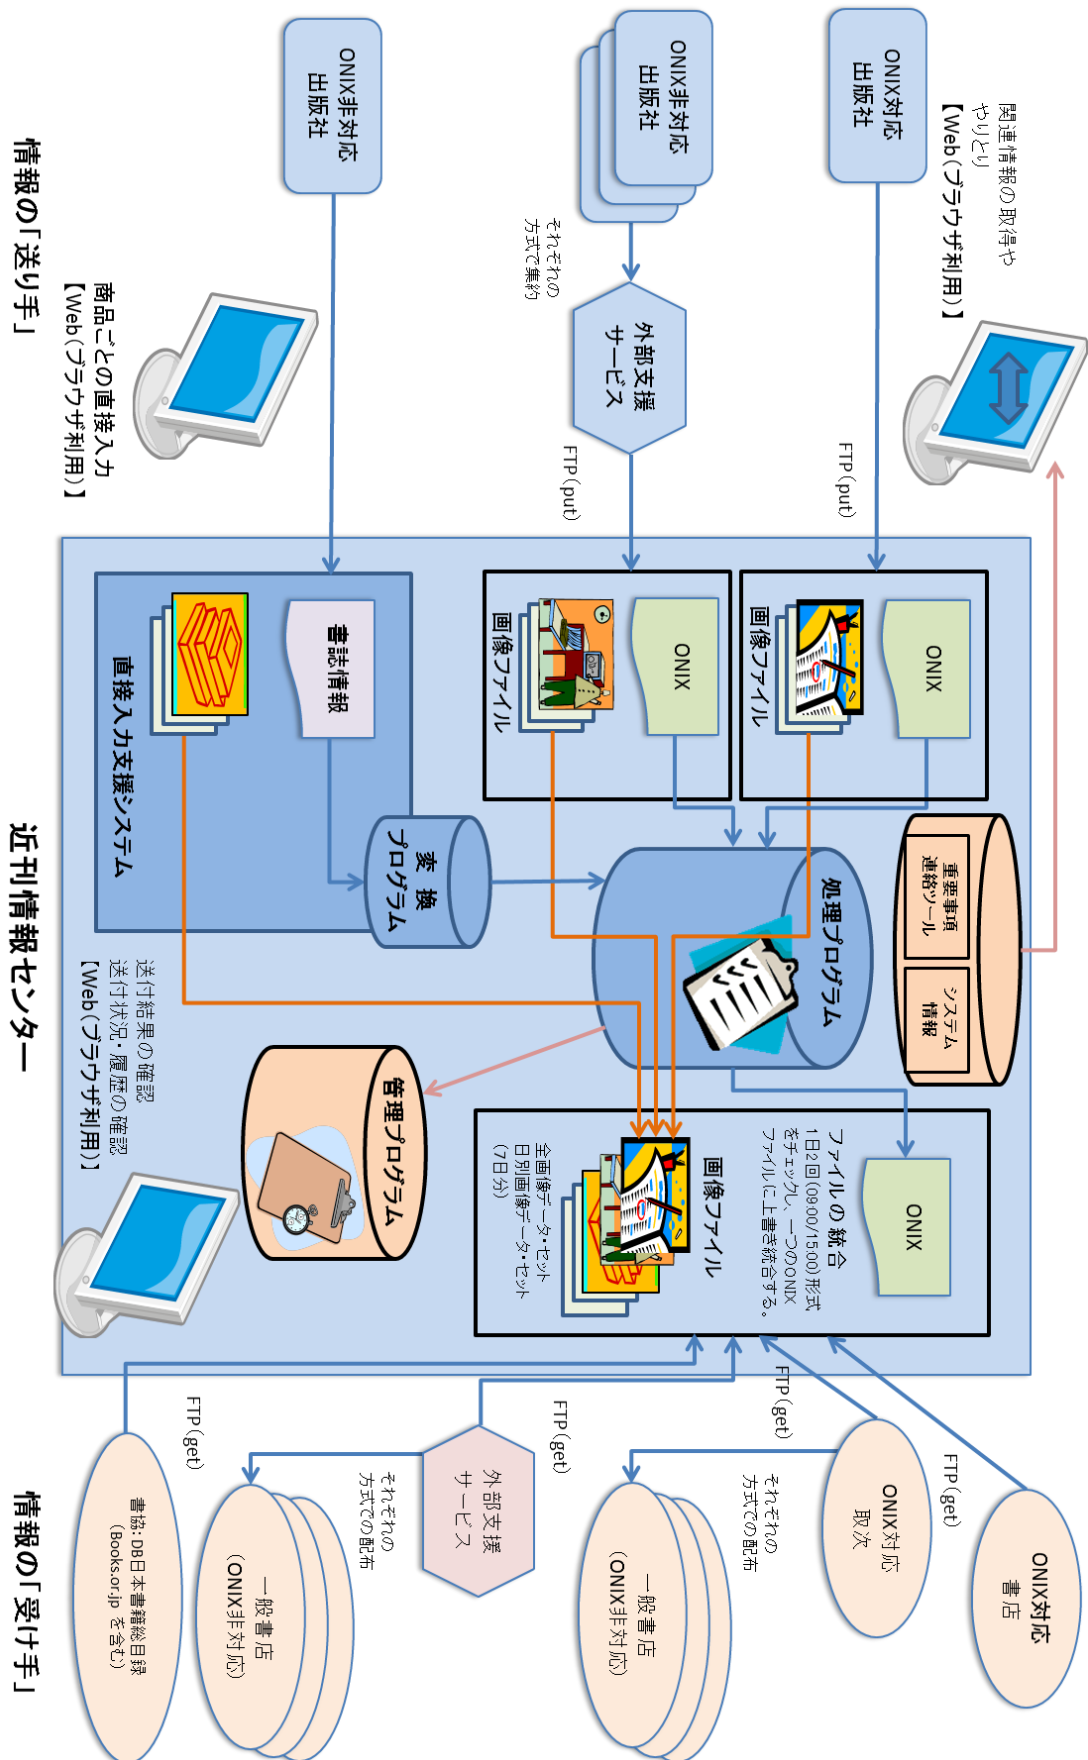 関連情報の取得や
やりとり
【Web（ブラウザ利用）】
ONIX対応
出版社
FTP（put）
ONIX非対応
出版社
それぞれの
方式で集約
外部支援
サービス
FTP（put）
ONIX非対応
出版社
商品ごとの直接入力
【Web（ブラウザ利用）】
情報の「送り手」
ONIX
画像ファイル
ONIX
画像ファイル
書誌情報
直接入力支援システム
変 換
プログラム
重要事項
連絡ツール
システム
情報
処理プログラム
管理プログラム
送付結果の確認
送付状況・履歴の確認
【Web（ブラウザ利用）】
ONIX
ファイルの統合
1日2回（09:00/15:00）形式
をチェックし、一つのONIX
ファイルに上書き統合する。
画像ファイル
全画像データ・セット
日別画像データ・セット
（7日分）
近刊情報センター
FTP（get）
ONIX対応
書店
FTP（get）
ONIX対応
取次
それぞれの
方式での配布
一般書店
（ONIX非対応）
FTP（get）
外部支援
サービス
それぞれの
方式での配布
一般書店
（ONIX非対応）
FTP（get）
書協：DB日本書籍総目録
（Books.or.jp を含む）
情報の「受け手」